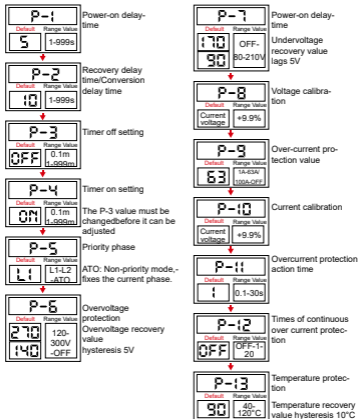 P-1
Default Range Value
5 1-999s
Power-on delay-
time
P-2
Default Range Value
10 1-999s
Recovery delay
time/Conversion
delay time
P-3
Default Range Value
OFF 0.1m
1-999m
Timer off setting
P-4
Default Range Value
ON 0.1m
1-999m
Timer on setting
The P-3 value must be
changedbefore it can be
adjusted
P-5
Default Range Value
L1 L1-L2
-ATO
Priority phase
ATO: Non-priority mode,-
fixes the current phase.
P-6
Default Range Value
270
140
120-
300V
-OFF
Overvoltage
protection
Overvoltage recovery
value
hysteresis 5V
P-7
Default Range Value
170
90
OFF-
80-210V
Power-on delay-
time
Undervoltage
recovery value
lags 5V
P-8
Default Range Value
Current
voltage
+9.9%
Voltage calibra-
tion
P-9
Default Range Value
63 1A-63A/
100A-OFF
Over-current pro-
tection value
P-10
Default Range Value
Current
voltage
+9.9%
Current calibration
P-11
Default Range Value
1 0.1-30s
Overcurrent protection
action time
P-12
Default Range Value
OFF OFF-1-
20
Times of continuous
over current protec-
tion
P-13
Default Range Value
90 40-
120°C
Temperature protec-
tion
Temperature recovery
value hysteresis 10°C